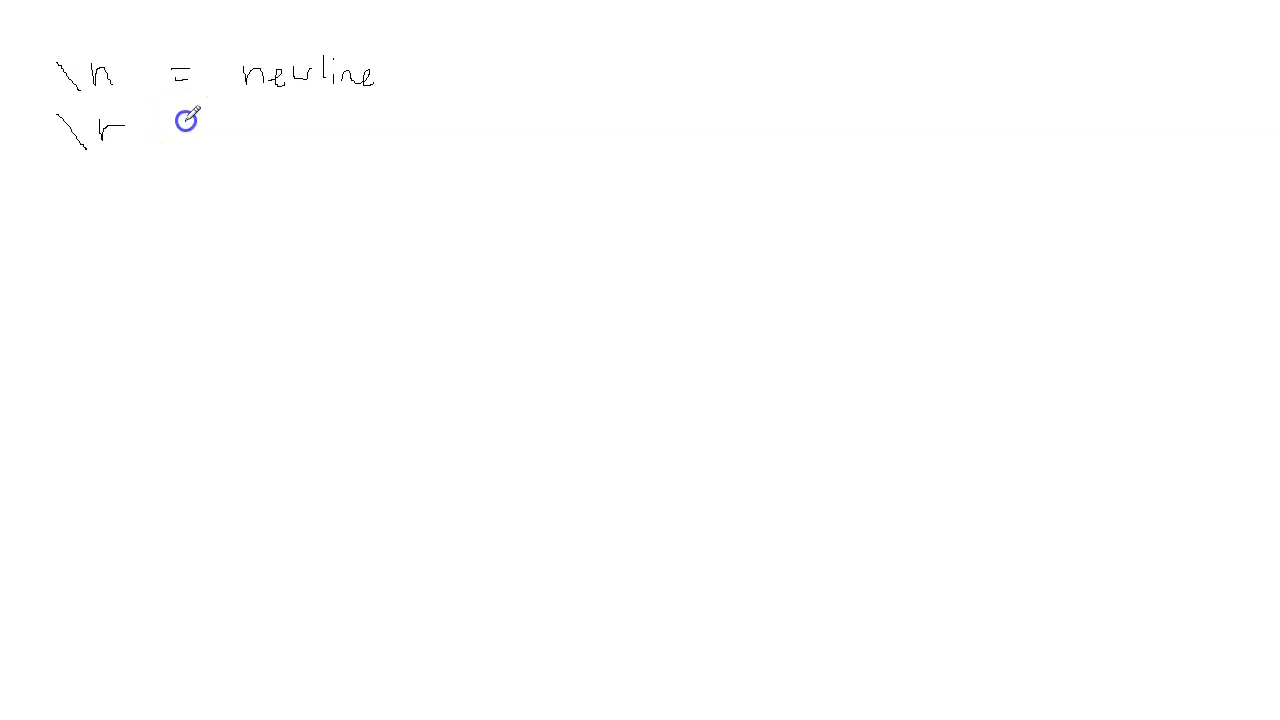 \n = newline
\r